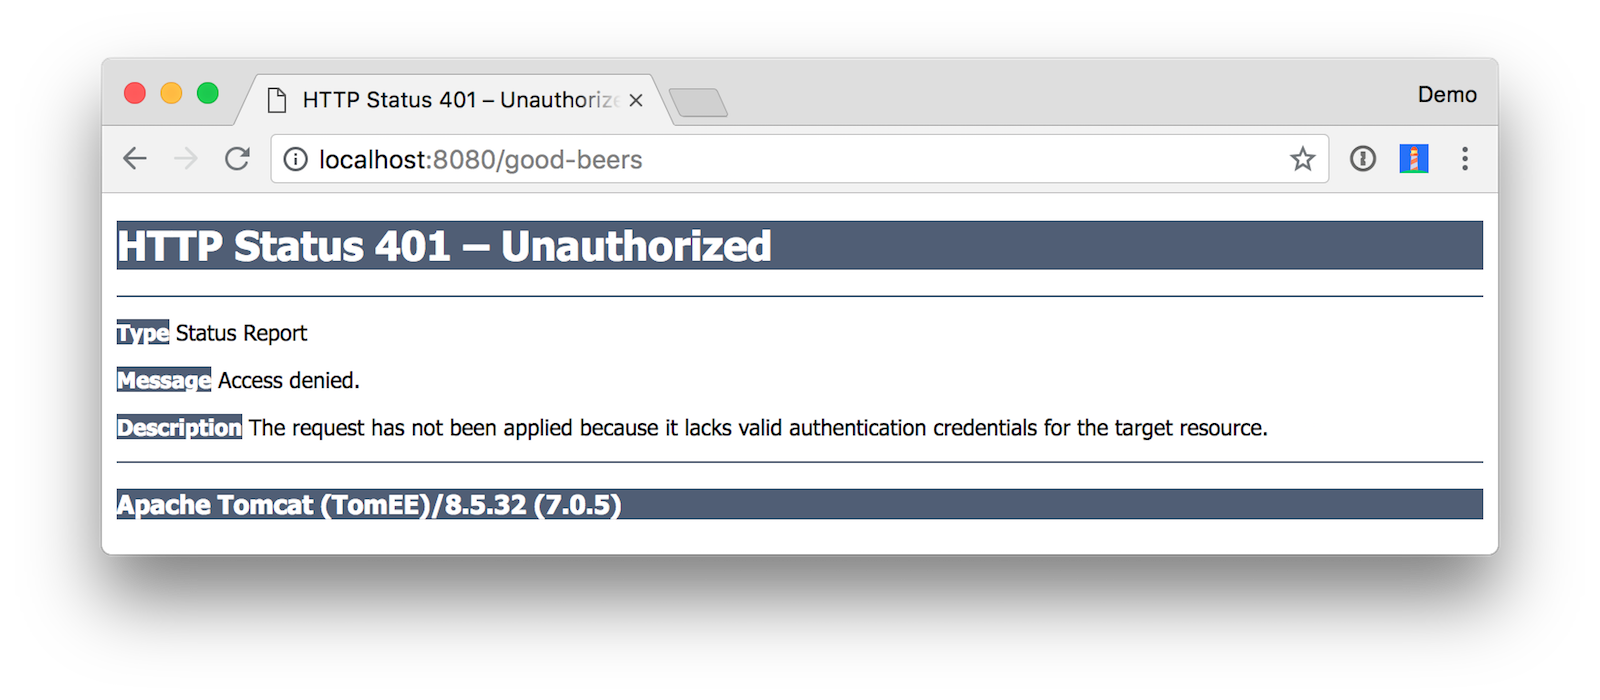 HTTP Status 401 – Unauthorize
Demo
localhost:8080/good-beers
HTTP Status 401 – Unauthorized
Type Status Report
Message Access denied.
Description The request has not been applied because it lacks valid authentication credentials for the target resource.
Apache Tomcat (TomEE)/8.5.32 (7.0.5)